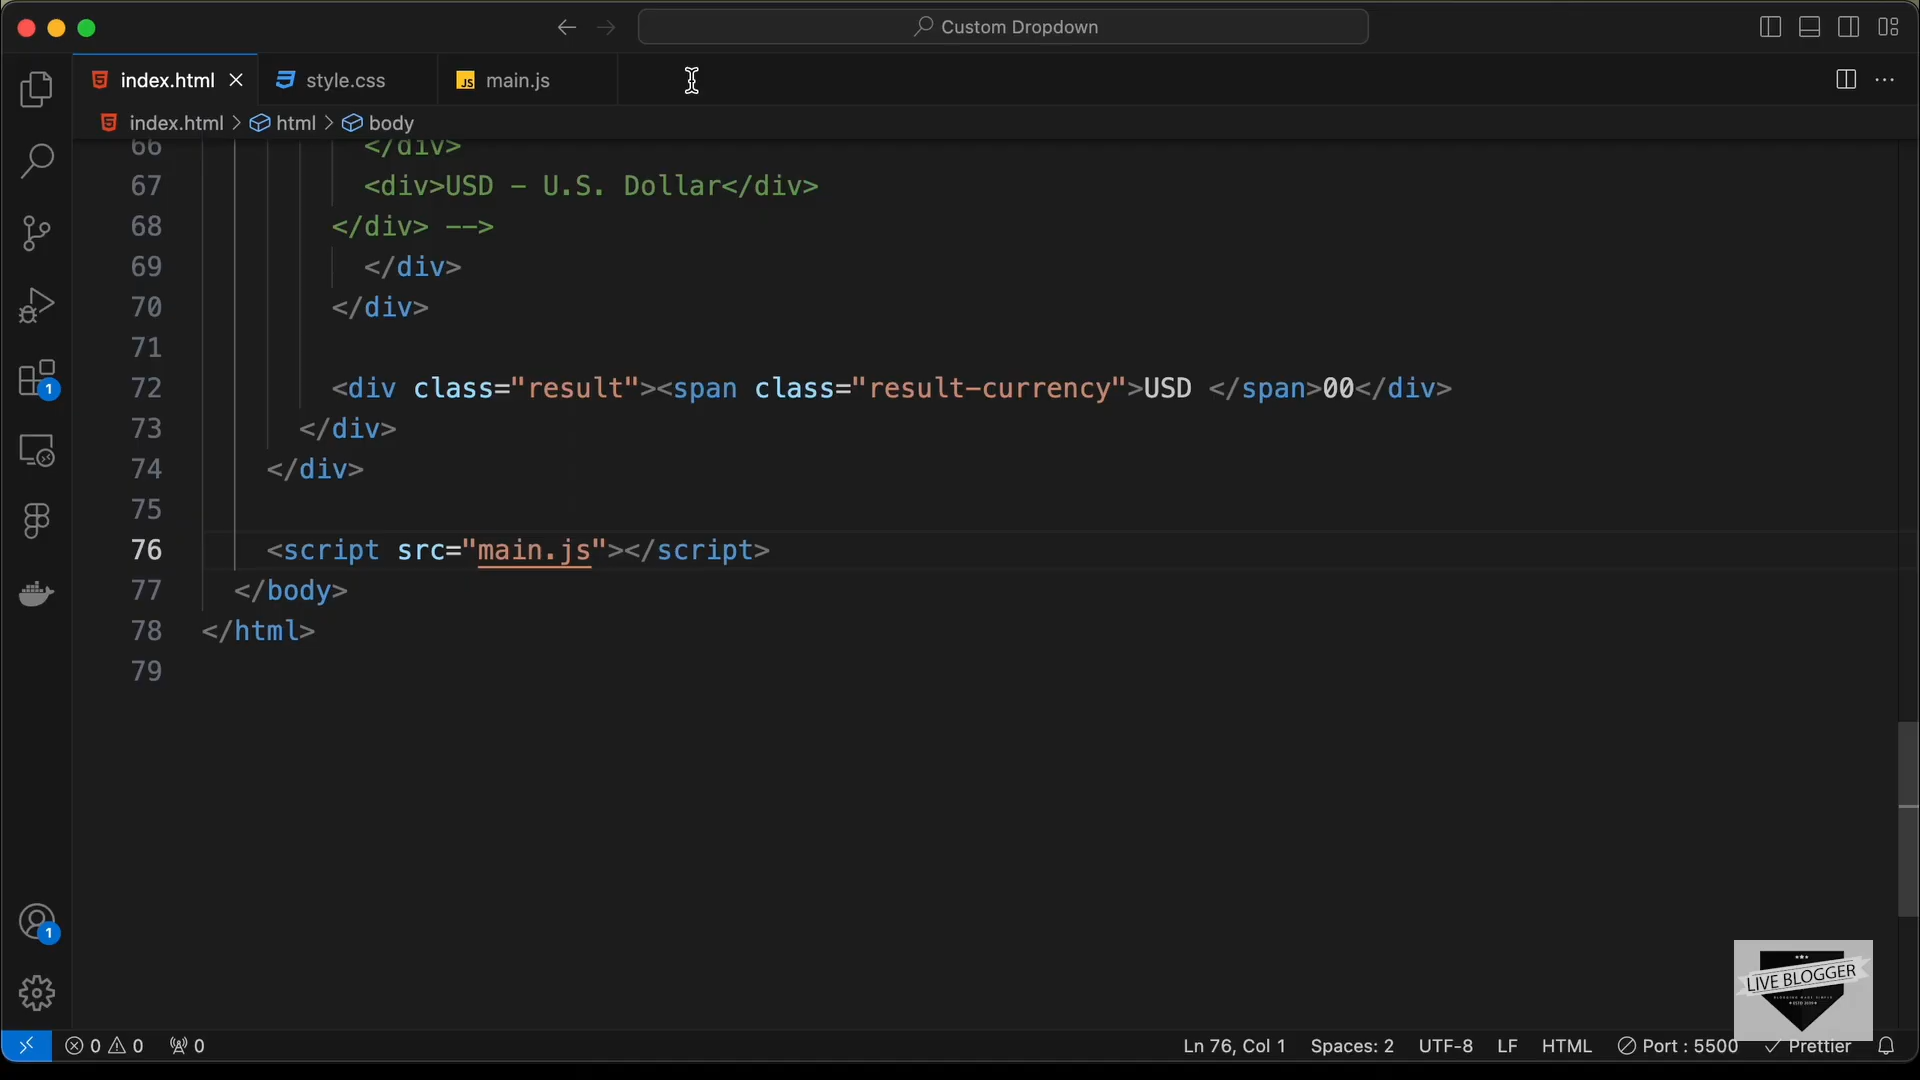 Custom Dropdown
index.html style.css JS main.js
index.html > html > body
66 </div>
67 <div>USD - U.S. Dollar</div>
68 </div> -->
69 </div>
70 </div>
71
72 <div class="result"><span class="result-currency">USD </span>00</div>
73 </div>
74 </div>
75
76 <script src="main.js"></script>
77 </body>
78 </html>
79
1
1
LIVE BLOGGER
0 0 0 Ln 76, Col 1 Spaces: 2 UTF-8 LF HTML Port : 5500 Prettier